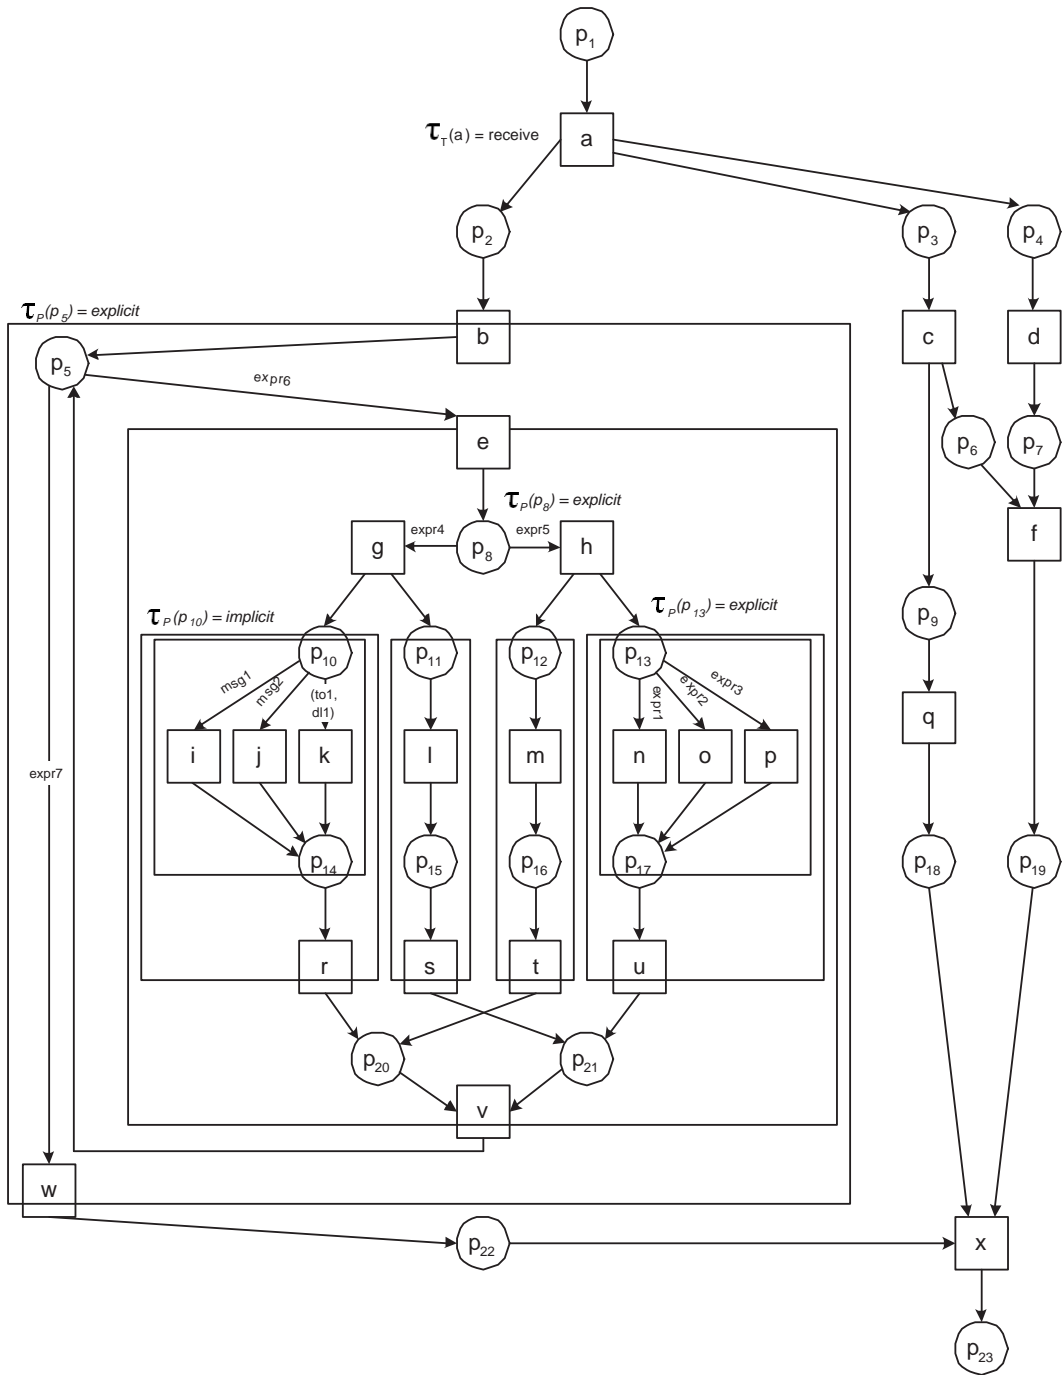 p1
τT(a) = receive
a
p2
p3
p4
τP(p5) = explicit
b
c
d
p5
expr6
e
p6
p7
τP(p8) = explicit
g
expr4
p8
expr5
h
f
τP(p10) = implicit
τP(p13) = explicit
p9
p10
p11
p12
p13
msg1
msg2
(to1,
dl1)
expr1
expr2
expr3
q
i
j
k
l
m
n
o
p
expr7
p14
p15
p16
p17
p18
p19
r
s
t
u
p20
p21
v
w
p22
x
p23